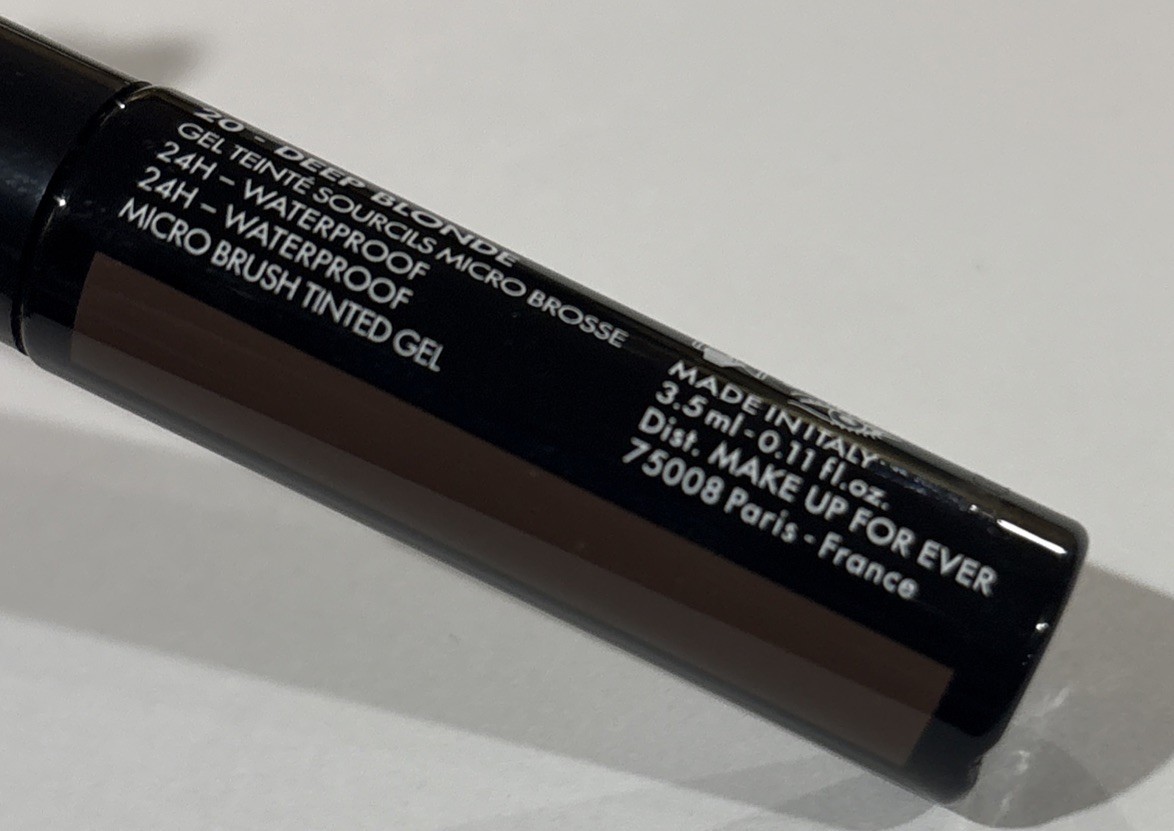 20 - DEEP BLONDE
GEL TEINTÉ SOURCILS MICRO BROSSE
24H – WATERPROOF
24H – WATERPROOF
MICRO BRUSH TINTED GEL
MADE IN ITALY
3.5 ml - 0.11 fl.oz.
Dist. MAKE UP FOR EVER
75008 Paris - France